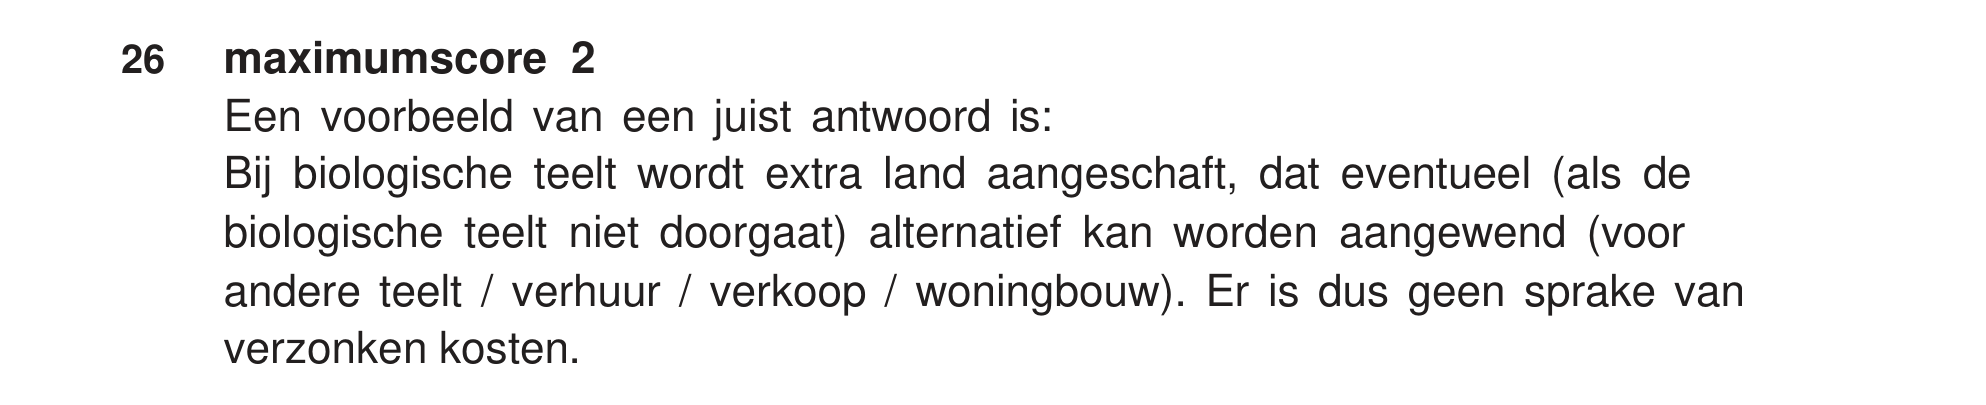 26 maximumscore 2
Een voorbeeld van een juist antwoord is:
Bij biologische teelt wordt extra land aangeschaft, dat eventueel (als de
biologische teelt niet doorgaat) alternatief kan worden aangewend (voor
andere teelt / verhuur / verkoop / woningbouw). Er is dus geen sprake van
verzonken kosten.